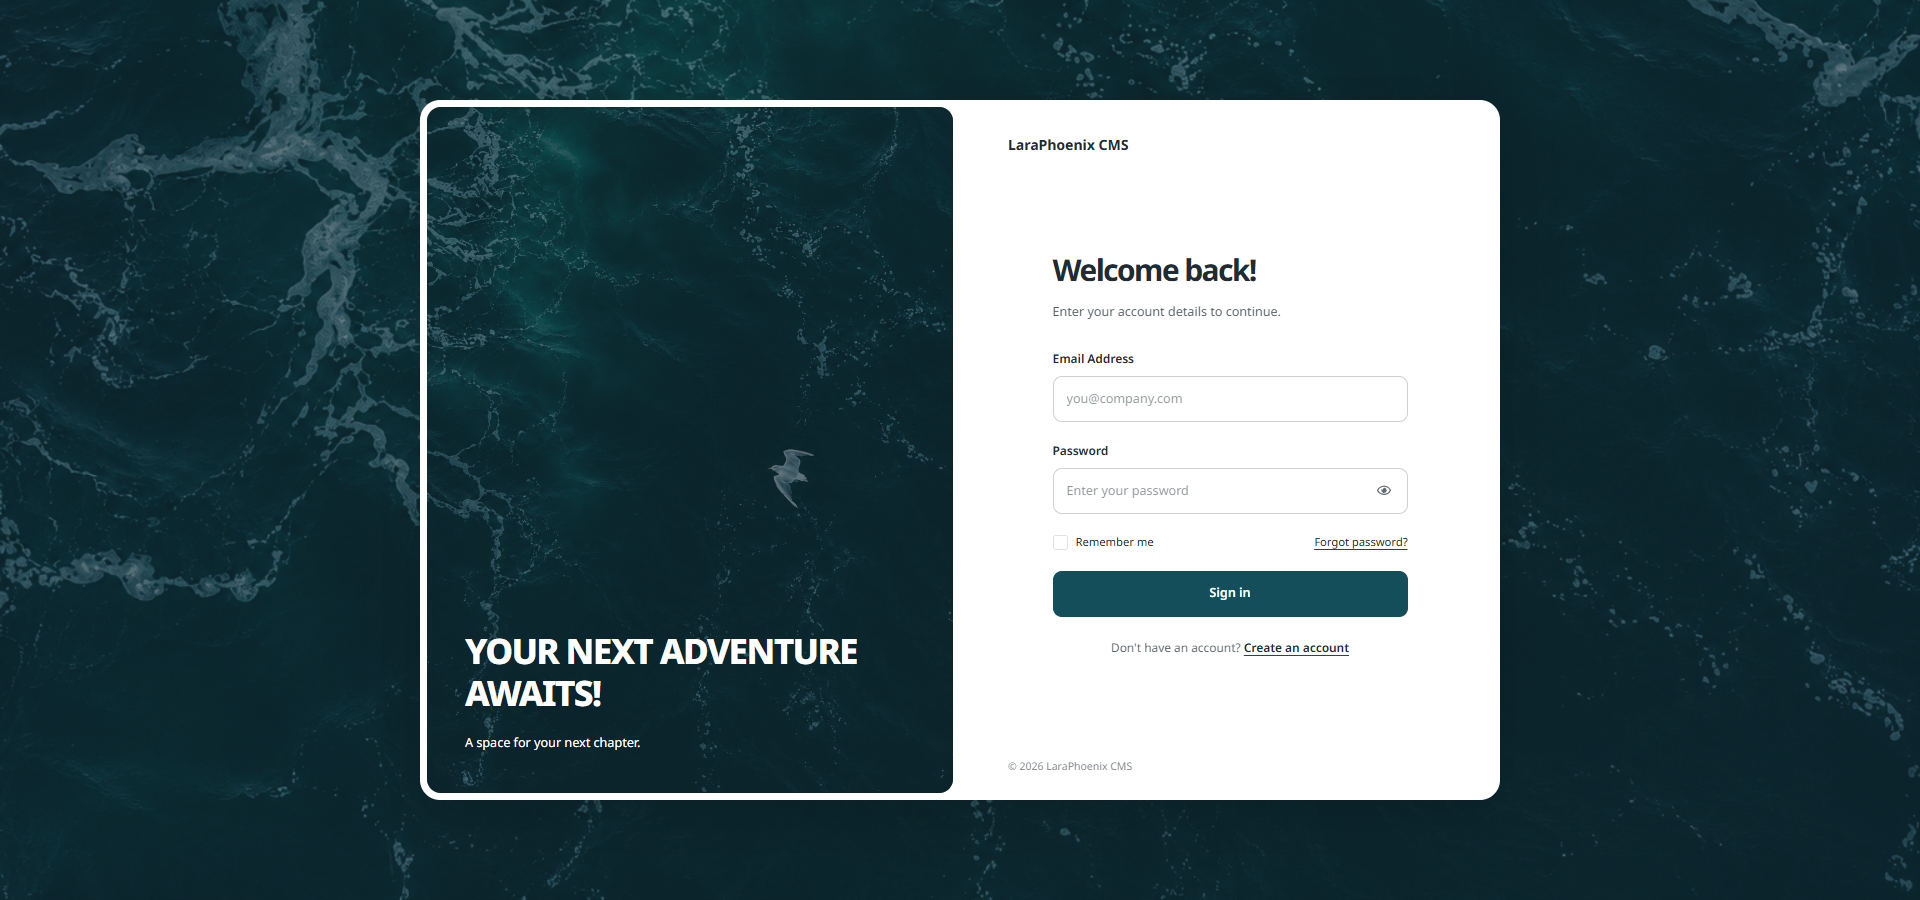 LaraPhoenix CMS
Welcome back!
Enter your account details to continue.
Email Address
you@company.com
Password
Enter your password
Remember me
Forgot password?
Sign in
Don't have an account? Create an account
© 2026 LaraPhoenix CMS
YOUR NEXT ADVENTURE
AWAITS!
A space for your next chapter.